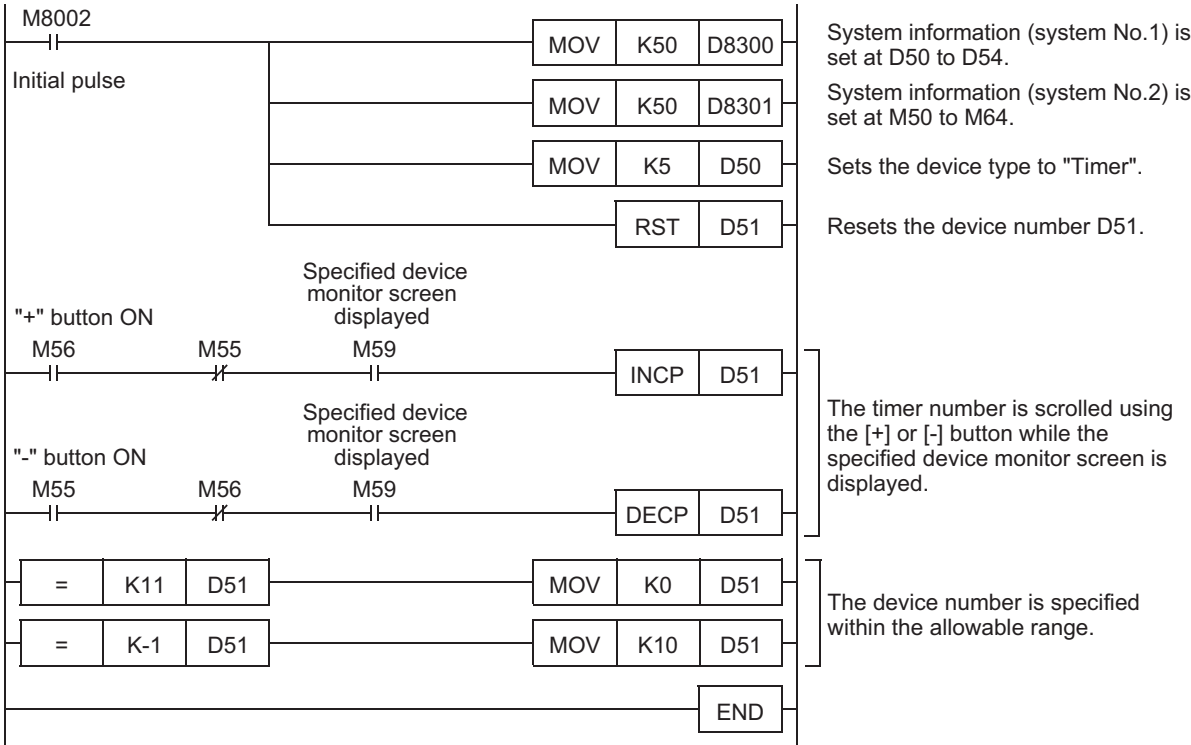 M8002
MOV K50 D8300
System information (system No.1) is
set at D50 to D54.
Initial pulse
MOV K50 D8301
System information (system No.2) is
set at M50 to M64.
MOV K5 D50
Sets the device type to "Timer".
RST D51
Resets the device number D51.
Specified device
monitor screen
displayed
"+" button ON
M56 M55 M59
INCP D51
Specified device
monitor screen
displayed
"-" button ON
M55 M56 M59
DECP D51
The timer number is scrolled using
the [+] or [-] button while the
specified device monitor screen is
displayed.
= K11 D51 MOV K0 D51
= K-1 D51 MOV K10 D51
The device number is specified
within the allowable range.
END